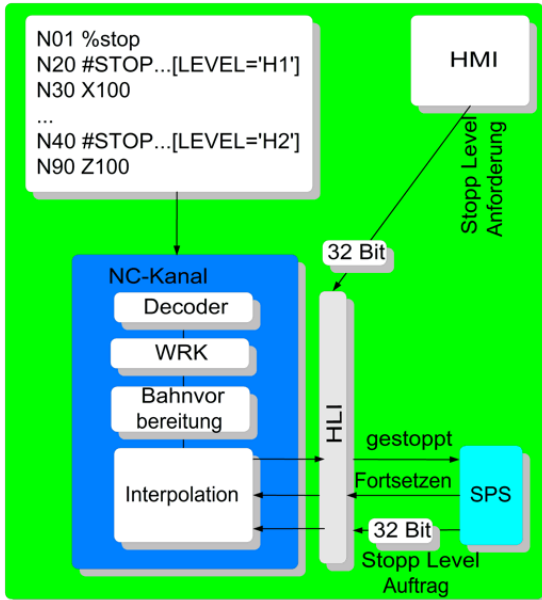 N01 %stop
N20 #STOP...[LEVEL='H1']
N30 X100
...
N40 #STOP...[LEVEL='H2']
N90 Z100
HMI
Stopp Level
Anforderung
32 Bit
NC-Kanal
Decoder
WRK
Bahnvor
bereitung
Interpolation
HLI
gestoppt
Fortsetzen
SPS
32 Bit
Stopp Level
Auftrag